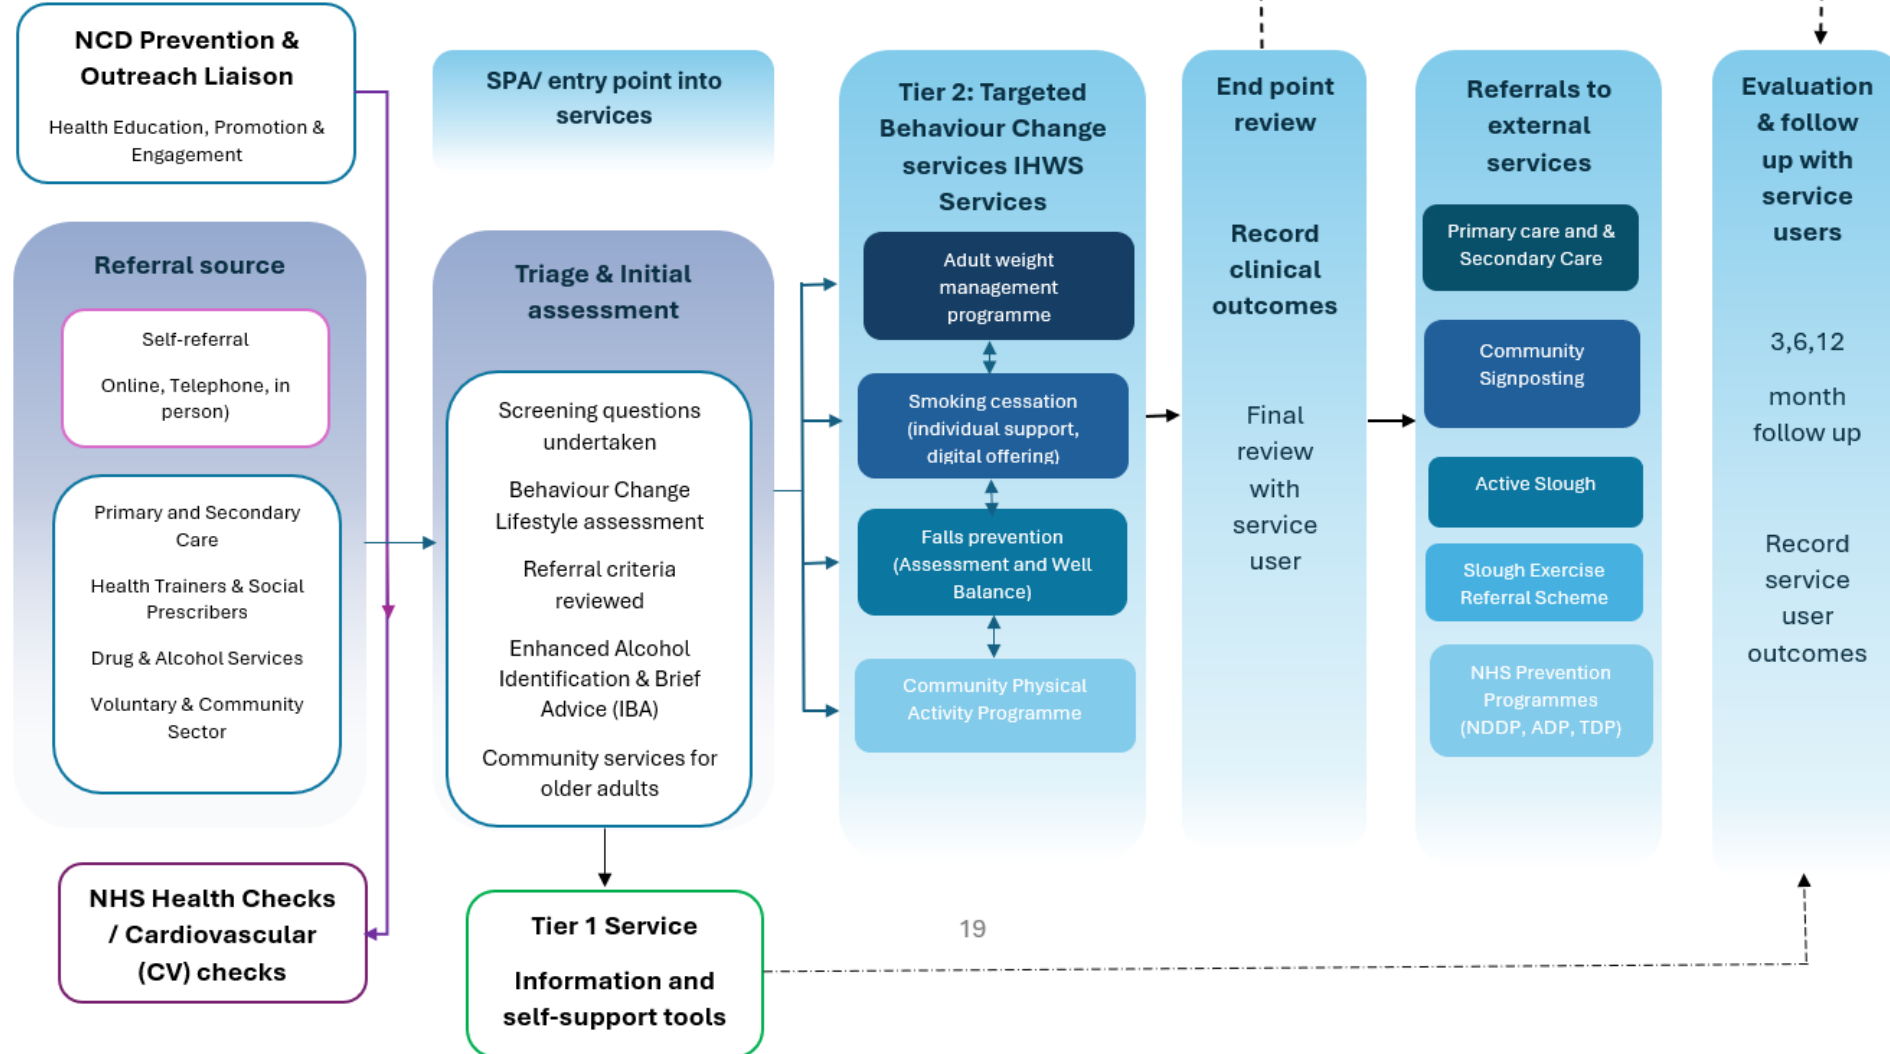 NCD Prevention &
Outreach Liaison
Health Education, Promotion &
Engagement
Referral source
Self-referral
Online, Telephone, in
person)
Primary and Secondary
Care
Health Trainers & Social
Prescribers
Drug & Alcohol Services
Voluntary & Community
Sector
NHS Health Checks
/ Cardiovascular
(CV) checks
SPA/ entry point into
services
Triage & Initial
assessment
Screening questions
undertaken
Behaviour Change
Lifestyle assessment
Referral criteria
reviewed
Enhanced Alcohol
Identification & Brief
Advice (IBA)
Community services for
older adults
Tier 1 Service
Information and
self-support tools
Tier 2: Targeted
Behaviour Change
services IHWS
Services
Adult weight
management
programme
Smoking cessation
(individual support,
digital offering)
Falls prevention
(Assessment and Well
Balance)
Community Physical
Activity Programme
End point
review
Record
clinical
outcomes
Final
review
with
service
user
Referrals to
external
services
Primary care and &
Secondary Care
Community
Signposting
Active Slough
Slough Exercise
Referral Scheme
NHS Prevention
Programmes
(NDDP, ADP, TDP)
Evaluation
& follow
up with
service
users
3,6,12
month
follow up
Record
service
user
outcomes
19